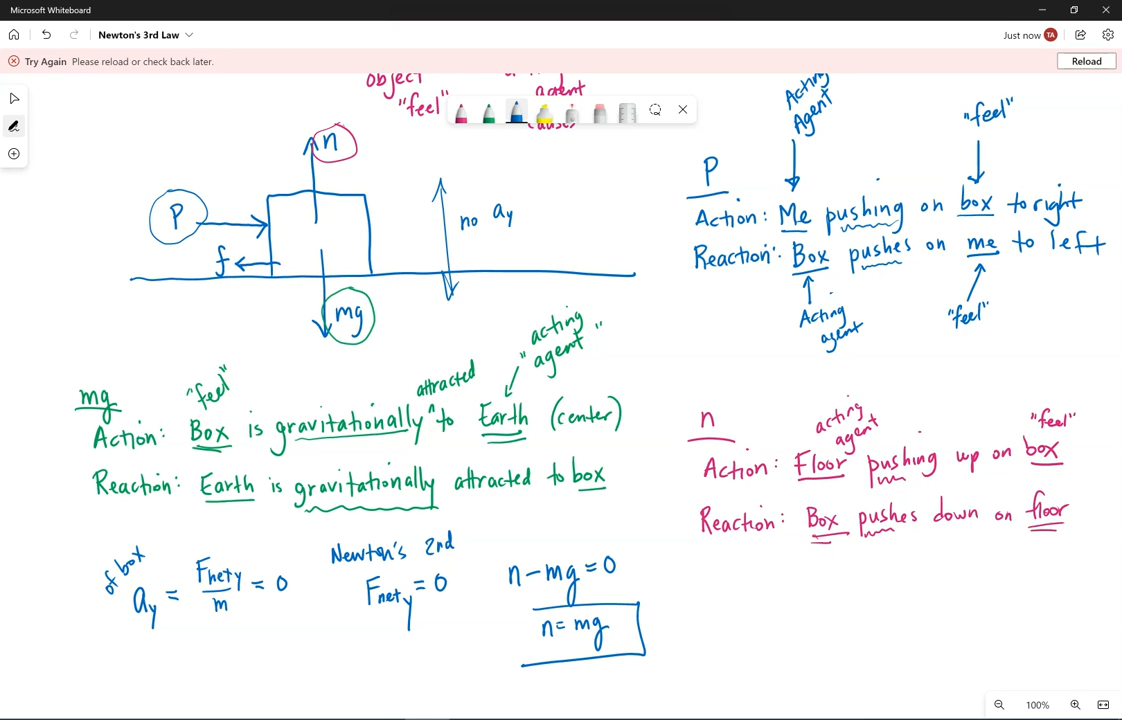 Microsoft Whiteboard
Newton's 3rd Law
Just now TA
Try Again Please reload or check back later.
Reload
object
"feel"
agent
causes
n
P
f
mg
no ay
Acting
Agent
"feel"
P
Action: Me pushing on box to right
Reaction: Box pushes on me to left
Acting
agent
"feel"
mg
"feel"
attracted
"acting
agent"
Action: Box is gravitationally ^ to Earth (center)
Reaction: Earth is gravitationally attracted to box
n
acting
agent
"feel"
Action: Floor pushing up on box
Reaction: Box pushes down on floor
of box
ay = Fnety/m = 0
Newton's 2nd
Fnety = 0
n - mg = 0
n = mg
100%